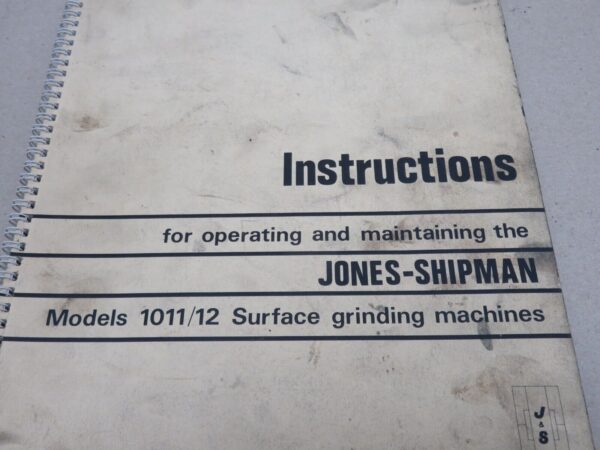 Instructions
for operating and maintaining the
JONES-SHIPMAN
Models 1011/12 Surface grinding machines
J
&
S